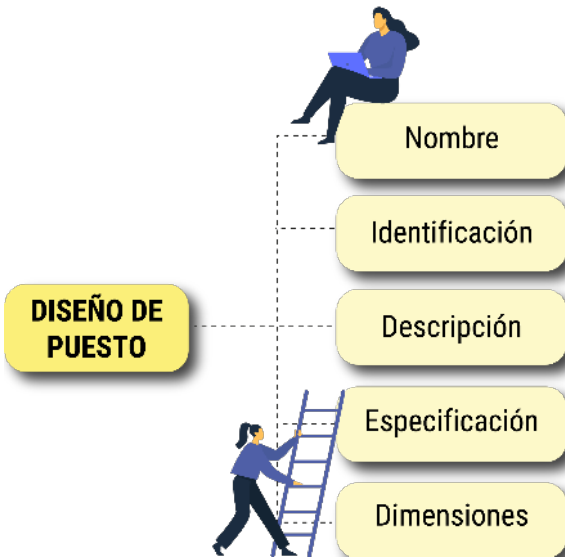 DISEÑO DE
PUESTO
Nombre
Identificación
Descripción
Especificación
Dimensiones